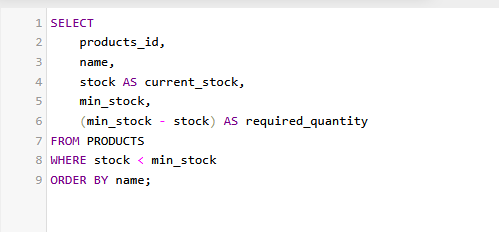 1 SELECT
2     products_id,
3     name,
4     stock AS current_stock,
5     min_stock,
6     (min_stock - stock) AS required_quantity
7 FROM PRODUCTS
8 WHERE stock < min_stock
9 ORDER BY name;